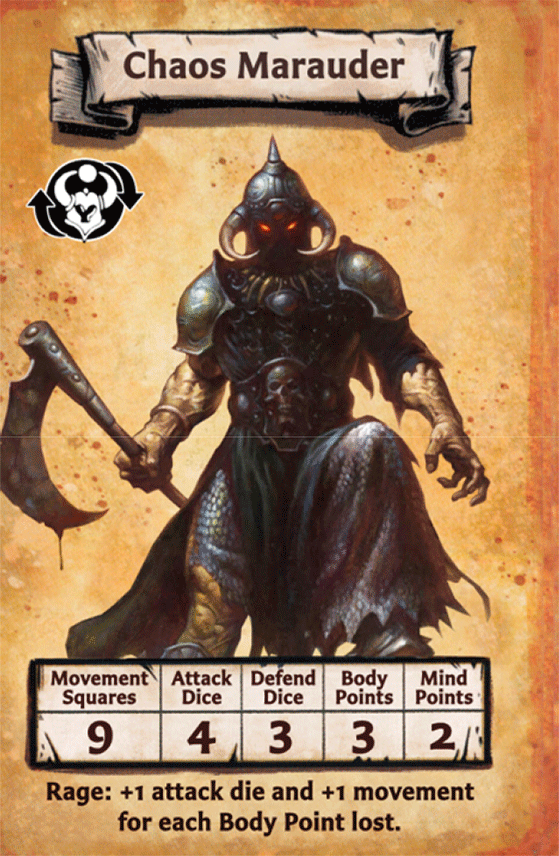 Chaos Marauder
Movement Squares Attack Dice Defend Dice Body Points Mind Points
9 4 3 3 2
Rage: +1 attack die and +1 movement
for each Body Point lost.